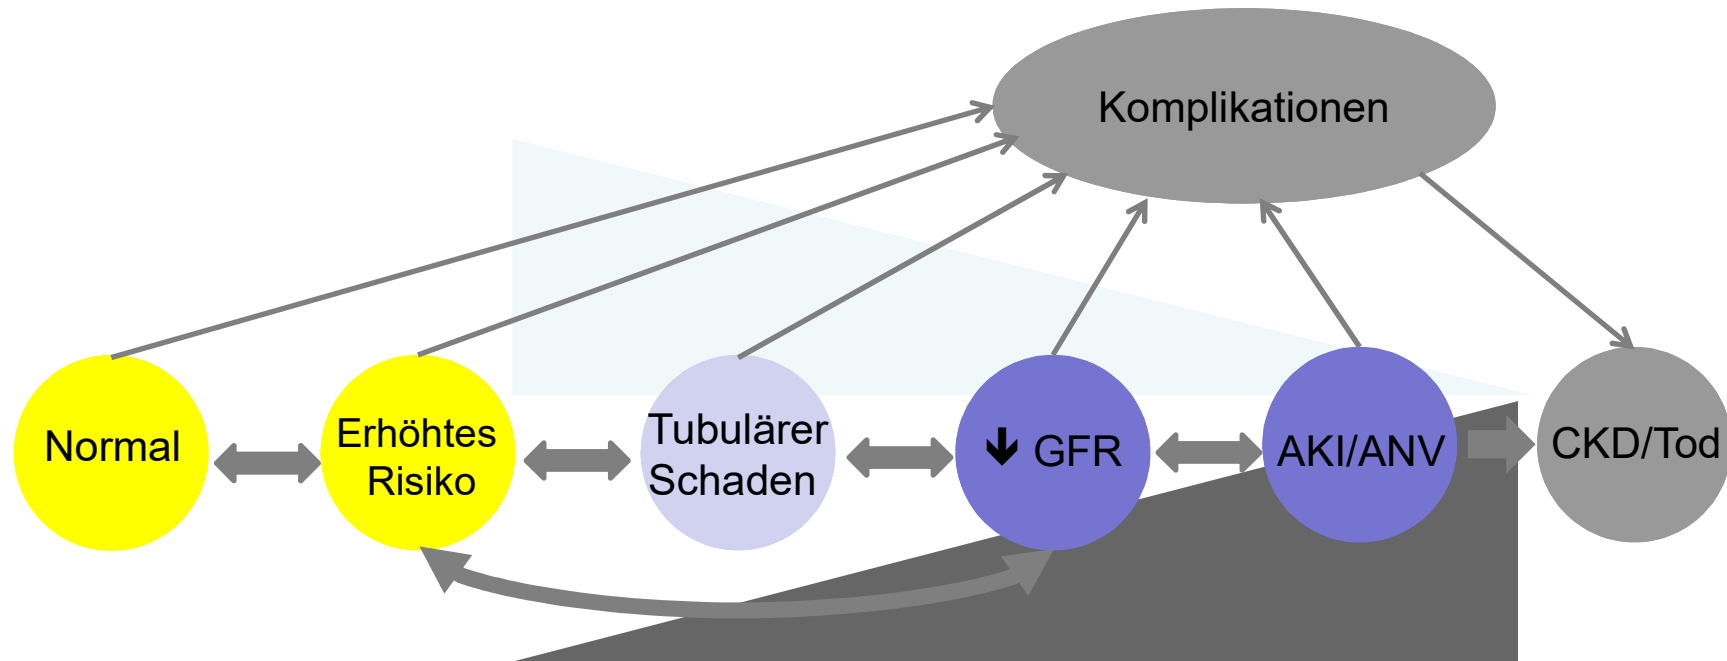 Komplikationen
Normal
Erhöhtes
Risiko
Tubulärer
Schaden
🡻 GFR
AKI/ANV
CKD/Tod